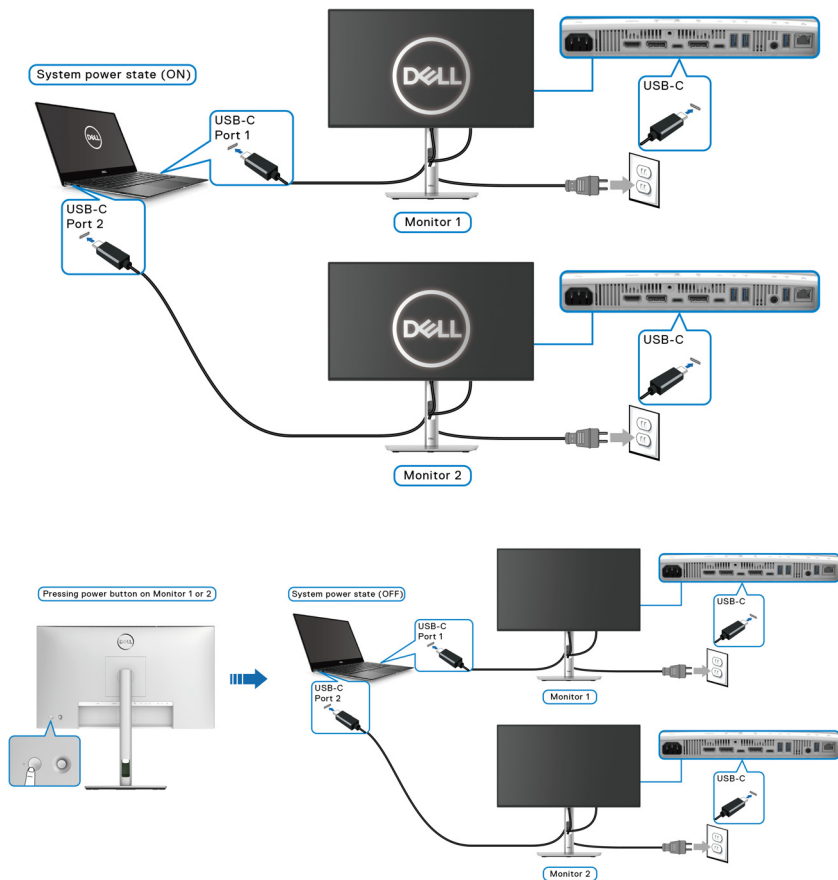 System power state (ON)
DELL
USB-C
Port 1
DELL
USB-C
Monitor 1
USB-C
Port 2
DELL
USB-C
Monitor 2
Pressing power button on Monitor 1 or 2
System power state (OFF)
DELL
USB-C
Port 1
USB-C
Monitor 1
USB-C
Port 2
USB-C
Monitor 2